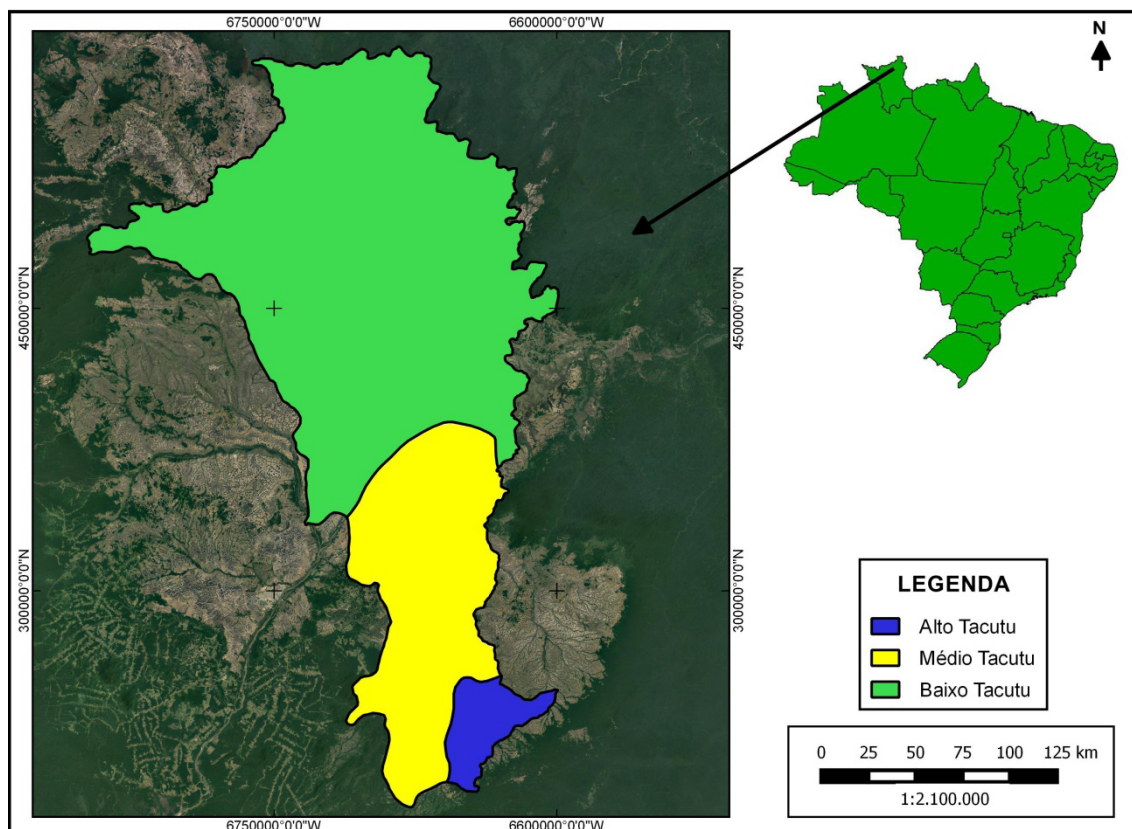 6750000°0'0"W 6600000°0'0"W
N
450000°0'0"N 450000°0'0"N
300000°0'0"N 300000°0'0"N
LEGENDA
Alto Tacutu
Médio Tacutu
Baixo Tacutu
0 25 50 75 100 125 km
1:2.100.000
6750000°0'0"W 6600000°0'0"W